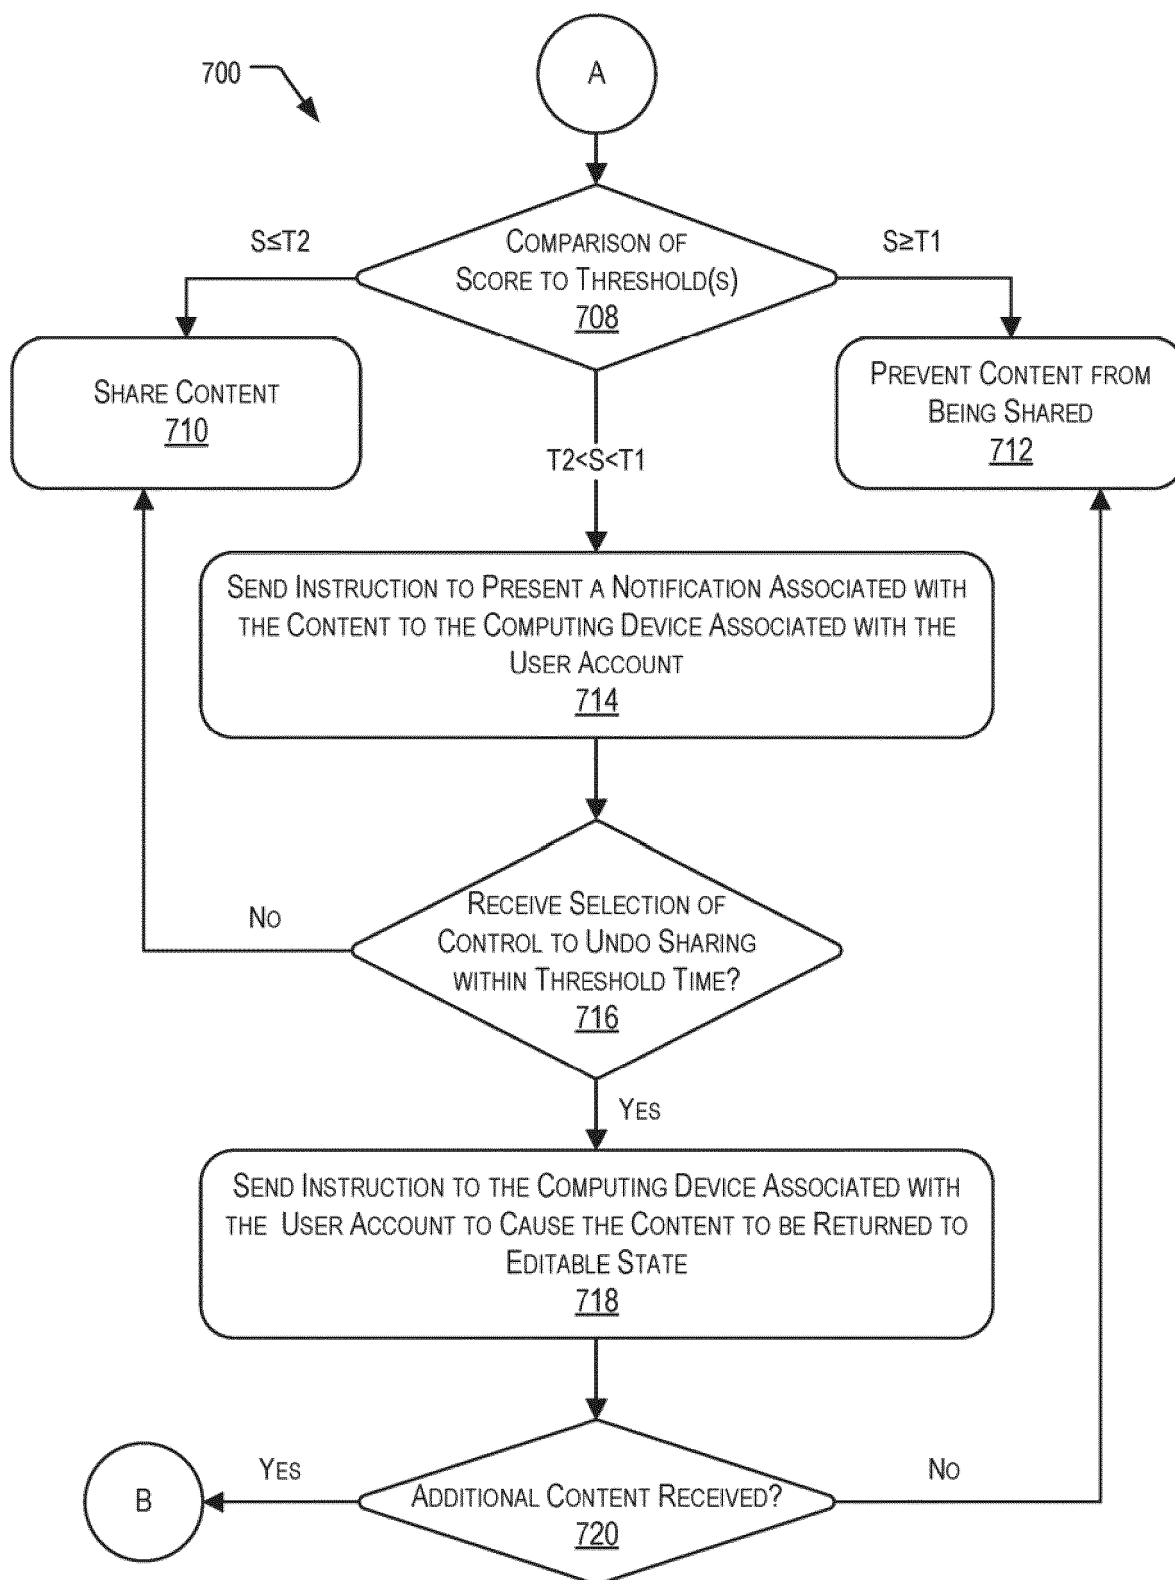 700
A
S≤T2
COMPARISON OF
SCORE TO THRESHOLD(S)
708
S≥T1
SHARE CONTENT
710
PREVENT CONTENT FROM
BEING SHARED
712
T2<S<T1
SEND INSTRUCTION TO PRESENT A NOTIFICATION ASSOCIATED WITH
THE CONTENT TO THE COMPUTING DEVICE ASSOCIATED WITH THE
USER ACCOUNT
714
NO
RECEIVE SELECTION OF
CONTROL TO UNDO SHARING
WITHIN THRESHOLD TIME?
716
YES
SEND INSTRUCTION TO THE COMPUTING DEVICE ASSOCIATED WITH
THE USER ACCOUNT TO CAUSE THE CONTENT TO BE RETURNED TO
EDITABLE STATE
718
B
YES
ADDITIONAL CONTENT RECEIVED?
720
NO